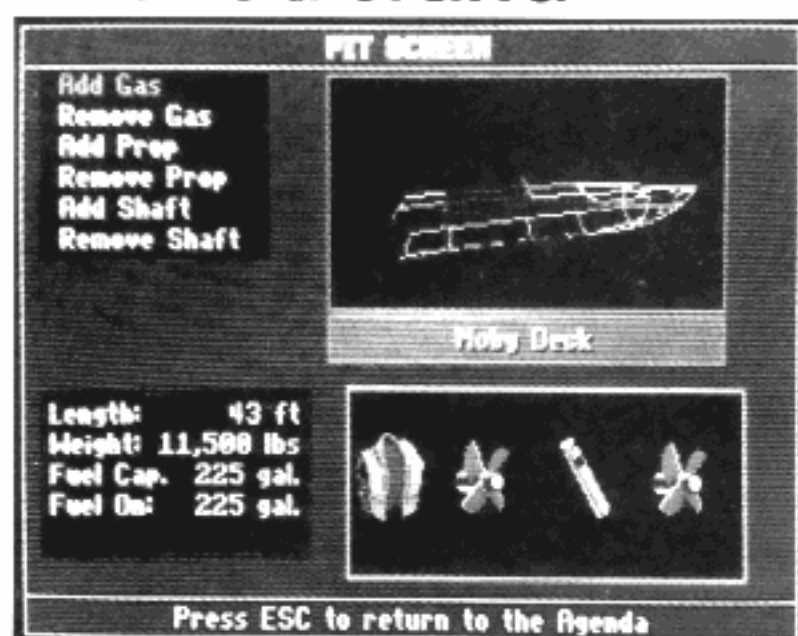 PIT SCREEN
Add Gas
Remove Gas
Add Prop
Remove Prop
Add Shaft
Remove Shaft
Moby Deck
Length: 43 ft
Weight: 11,500 lbs
Fuel Cap. 225 gal.
Fuel On: 225 gal.
Press ESC to return to the Agenda